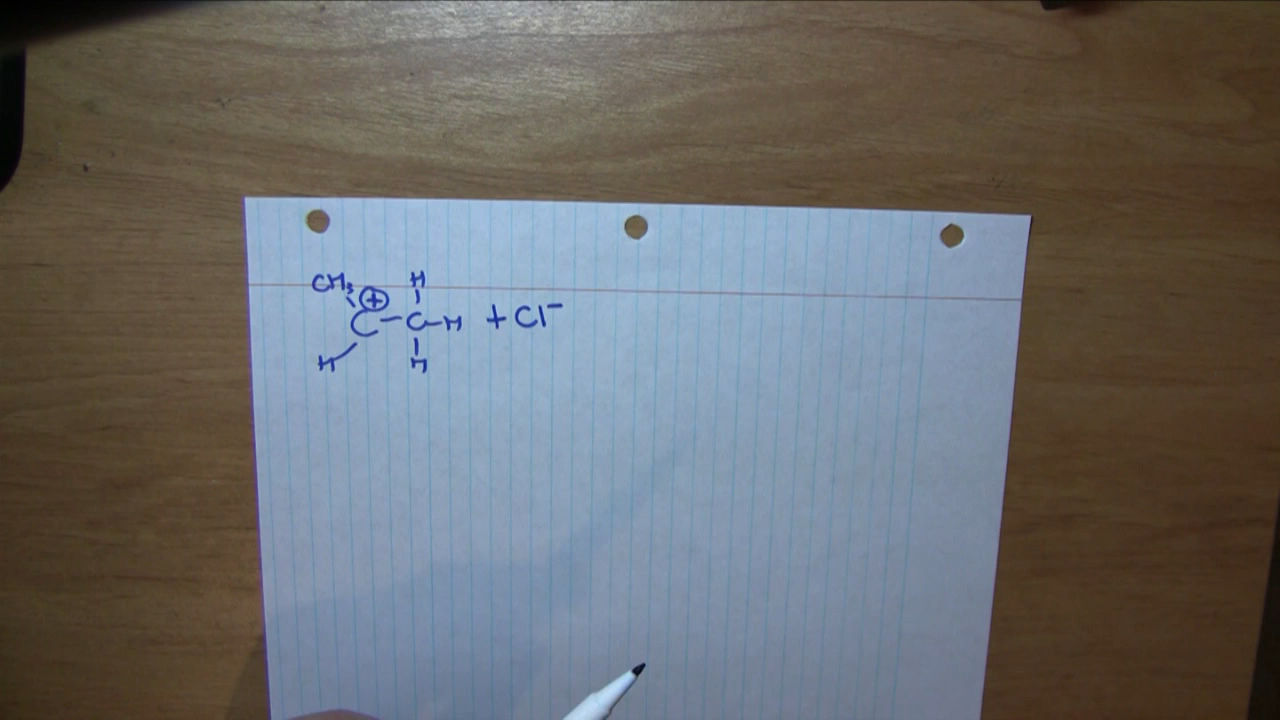 CH₃ H
⊕
C – C – H + Cl⁻
H H